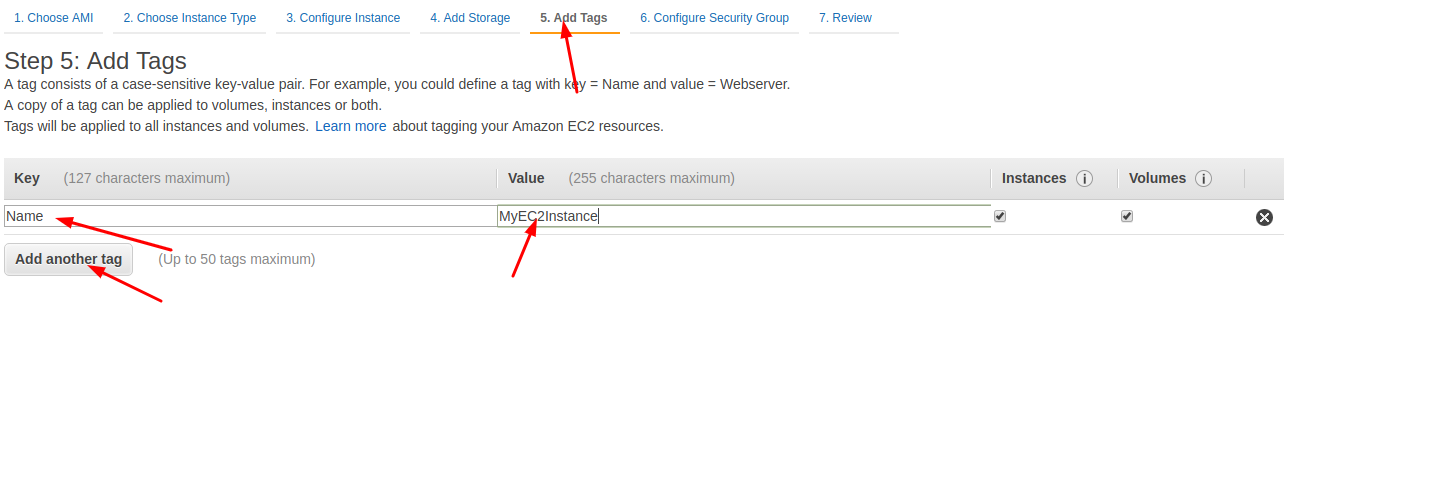 1. Choose AMI 2. Choose Instance Type 3. Configure Instance 4. Add Storage 5. Add Tags 6. Configure Security Group 7. Review
Step 5: Add Tags
A tag consists of a case-sensitive key-value pair. For example, you could define a tag with key = Name and value = Webserver.
A copy of a tag can be applied to volumes, instances or both.
Tags will be applied to all instances and volumes. Learn more about tagging your Amazon EC2 resources.
Key (127 characters maximum) Value (255 characters maximum) Instances i Volumes i
Name MyEC2Instance
Add another tag (Up to 50 tags maximum)